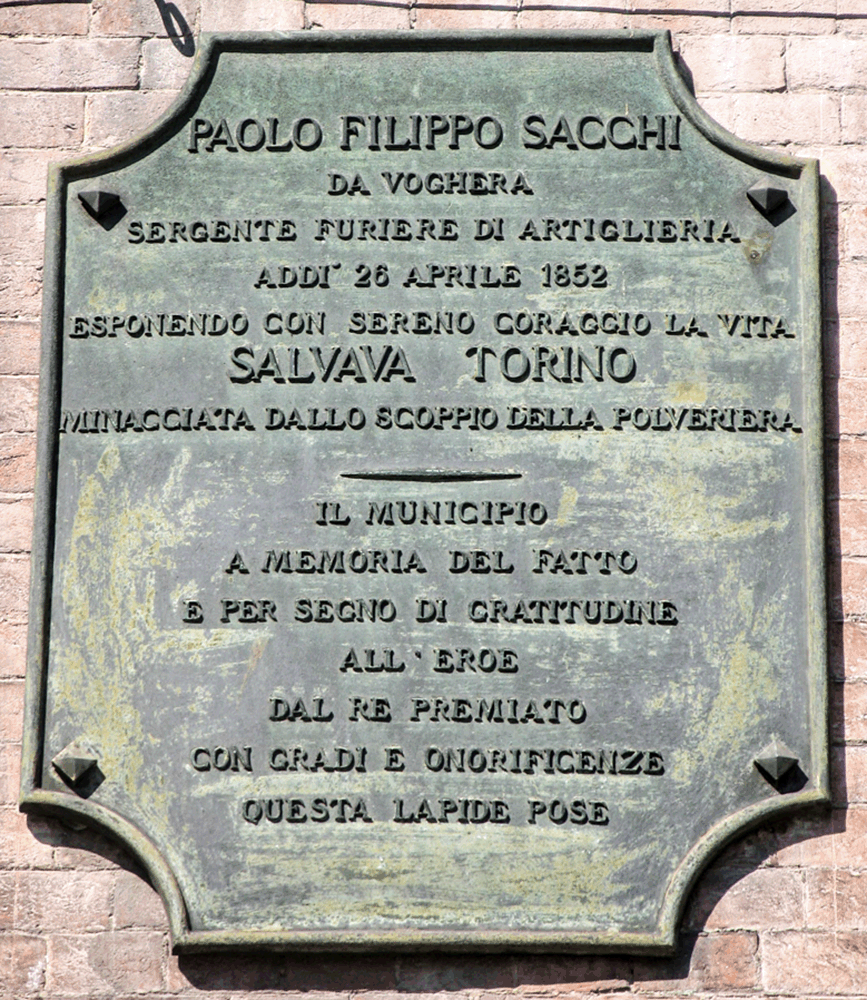 PAOLO FILIPPO SACCHI
DA VOGHERA
SERGENTE FURIERE DI ARTIGLIERIA
ADDI' 26 APRILE 1852
ESPONENDO CON SERENO CORAGGIO LA VITA
SALVAVA TORINO
MINACCIATA DALLO SCOPPIO DELLA POLVERIERA
IL MUNICIPIO
A MEMORIA DEL FATTO
E PER SEGNO DI GRATITUDINE
ALL'EROE
DAL RE PREMIATO
CON GRADI E ONORIFICENZE
QUESTA LAPIDE POSE